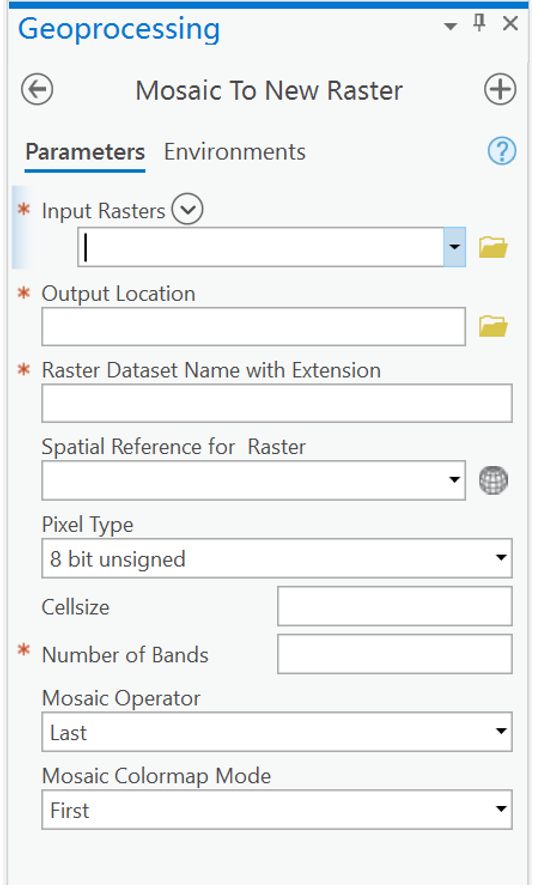 Geoprocessing
Mosaic To New Raster
Parameters Environments ?
* Input Rasters
* Output Location
* Raster Dataset Name with Extension
Spatial Reference for Raster
Pixel Type
8 bit unsigned
Cellsize
* Number of Bands
Mosaic Operator
Last
Mosaic Colormap Mode
First